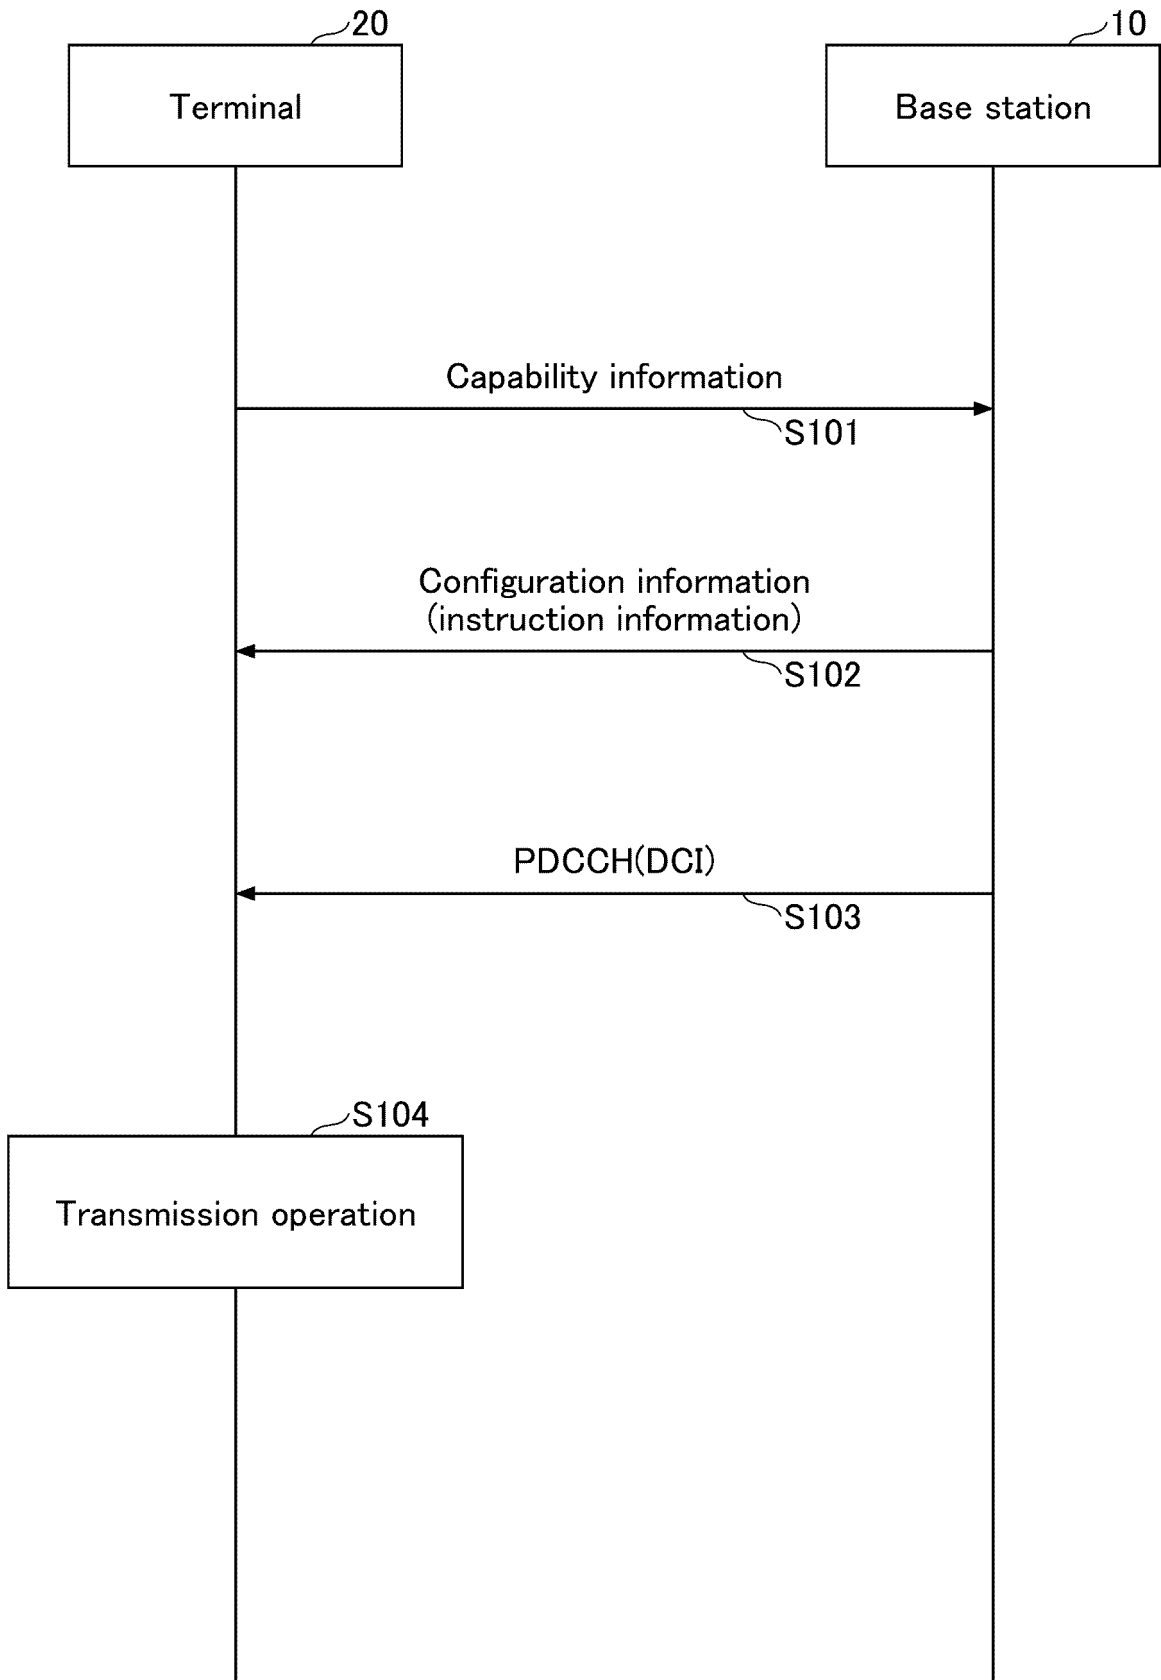 20
10
Terminal
Base station
Capability information
S101
Configuration information
(instruction information)
S102
PDCCH(DCI)
S103
S104
Transmission operation